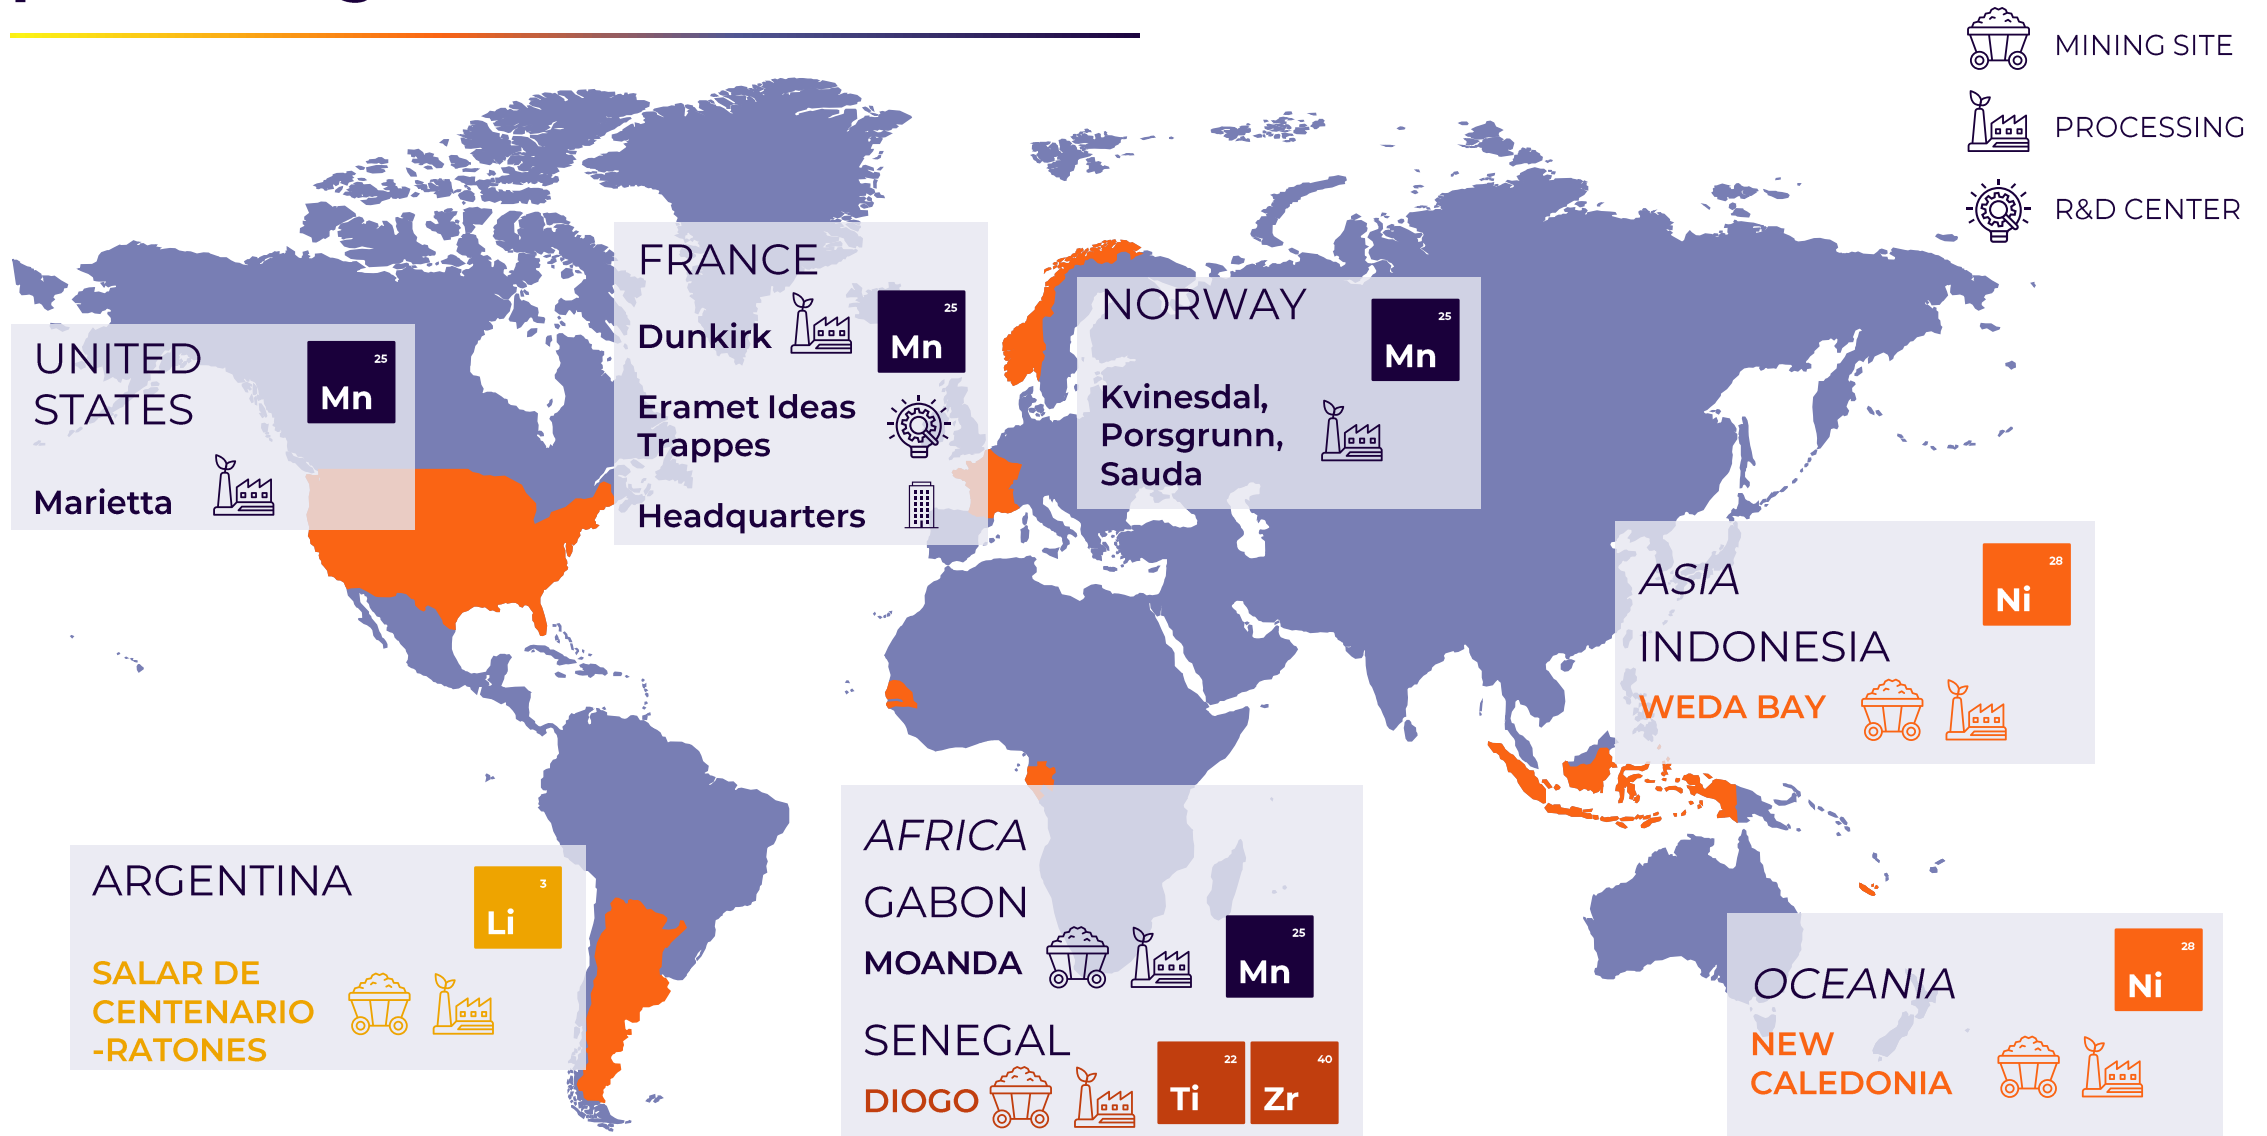 MINING SITE
PROCESSING
R&D CENTER
UNITED
STATES
25
Mn
Marietta
FRANCE
Dunkirk
25
Mn
Eramet Ideas
Trappes
Headquarters
NORWAY
25
Mn
Kvinesdal,
Porsgrunn,
Sauda
ASIA
28
Ni
INDONESIA
WEDA BAY
ARGENTINA
3
Li
SALAR DE
CENTENARIO
-RATONES
AFRICA
GABON
MOANDA
25
Mn
SENEGAL
DIOGO
22
Ti
40
Zr
OCEANIA
28
Ni
NEW
CALEDONIA